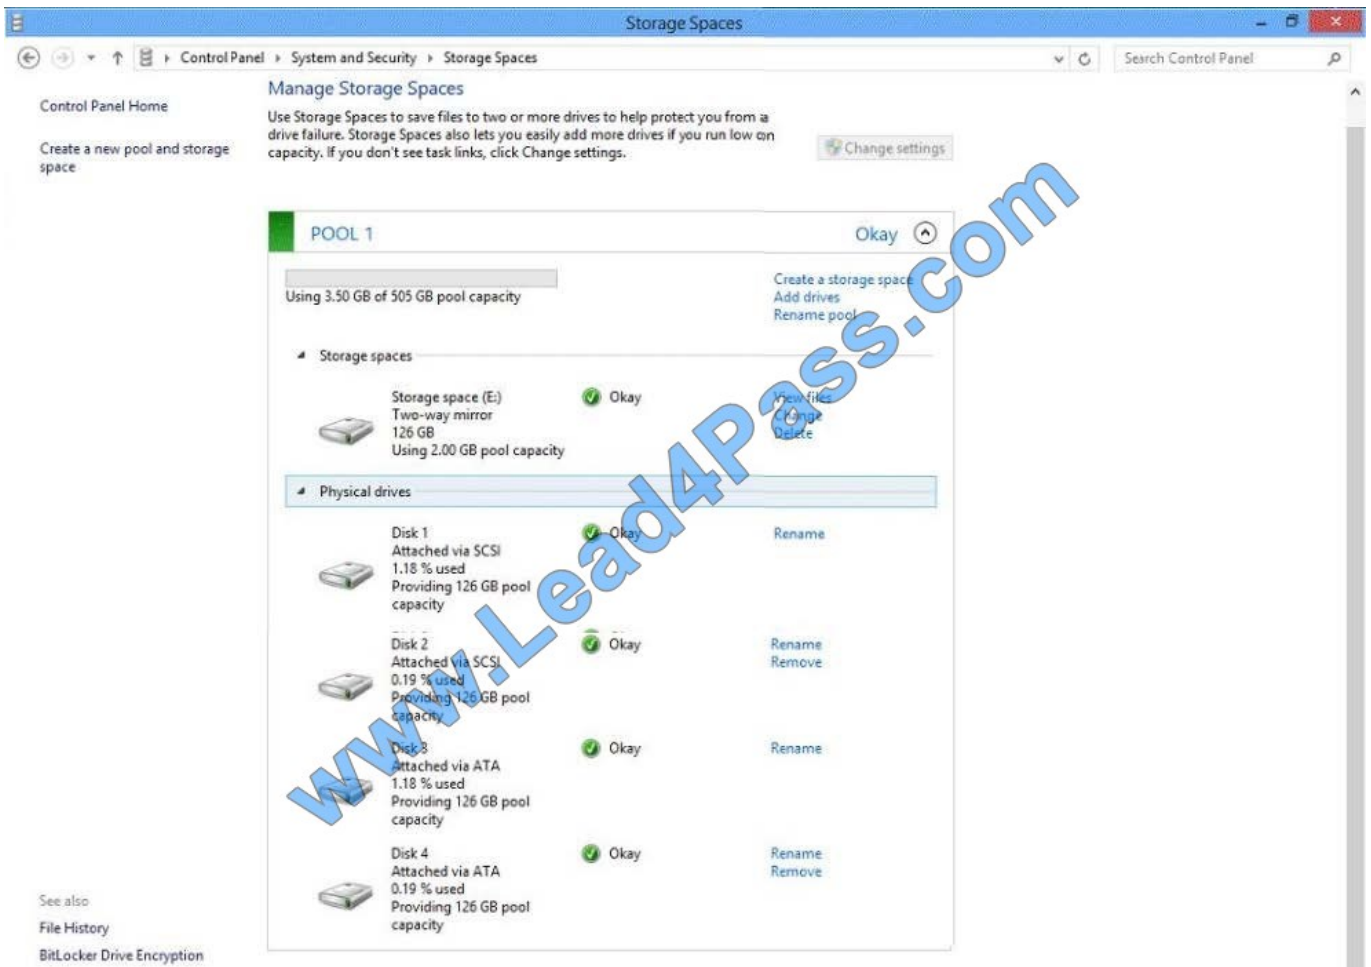 Storage Spaces
Control Panel ▸ System and Security ▸ Storage Spaces
Search Control Panel
Control Panel Home
Create a new pool and storage
space
Manage Storage Spaces
Use Storage Spaces to save files to two or more drives to help protect you from a
drive failure. Storage Spaces also lets you easily add more drives if you run low on
capacity. If you don't see task links, click Change settings.
Change settings
POOL 1
Okay
Using 3.50 GB of 505 GB pool capacity
Create a storage space
Add drives
Rename pool
Storage spaces
Storage space (E:)
Two-way mirror
126 GB
Using 2.00 GB pool capacity
Okay
View files
Change
Delete
Physical drives
Disk 1
Attached via SCSI
1.18 % used
Providing 126 GB pool
capacity
Okay
Rename
Disk 2
Attached via SCSI
0.19 % used
Providing 126 GB pool
capacity
Okay
Rename
Remove
Disk 3
Attached via ATA
1.18 % used
Providing 126 GB pool
capacity
Okay
Rename
Disk 4
Attached via ATA
0.19 % used
Providing 126 GB pool
capacity
Okay
Rename
Remove
See also
File History
BitLocker Drive Encryption
www.Lead4Pass.com